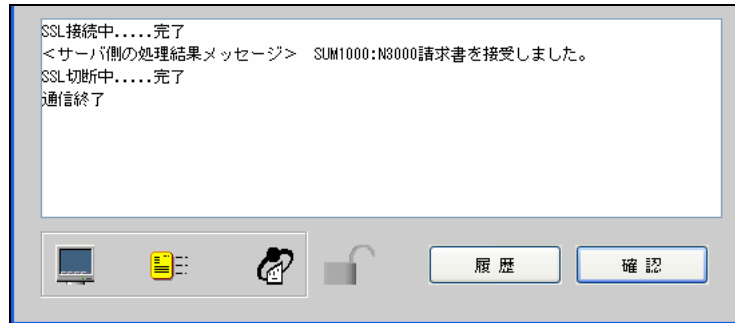 SSL接続中.....完了
<サーバ側の処理結果メッセージ>　SUM1000:N3000請求書を接受しました。
SSL切断中.....完了
通信終了
履 歴
確 認